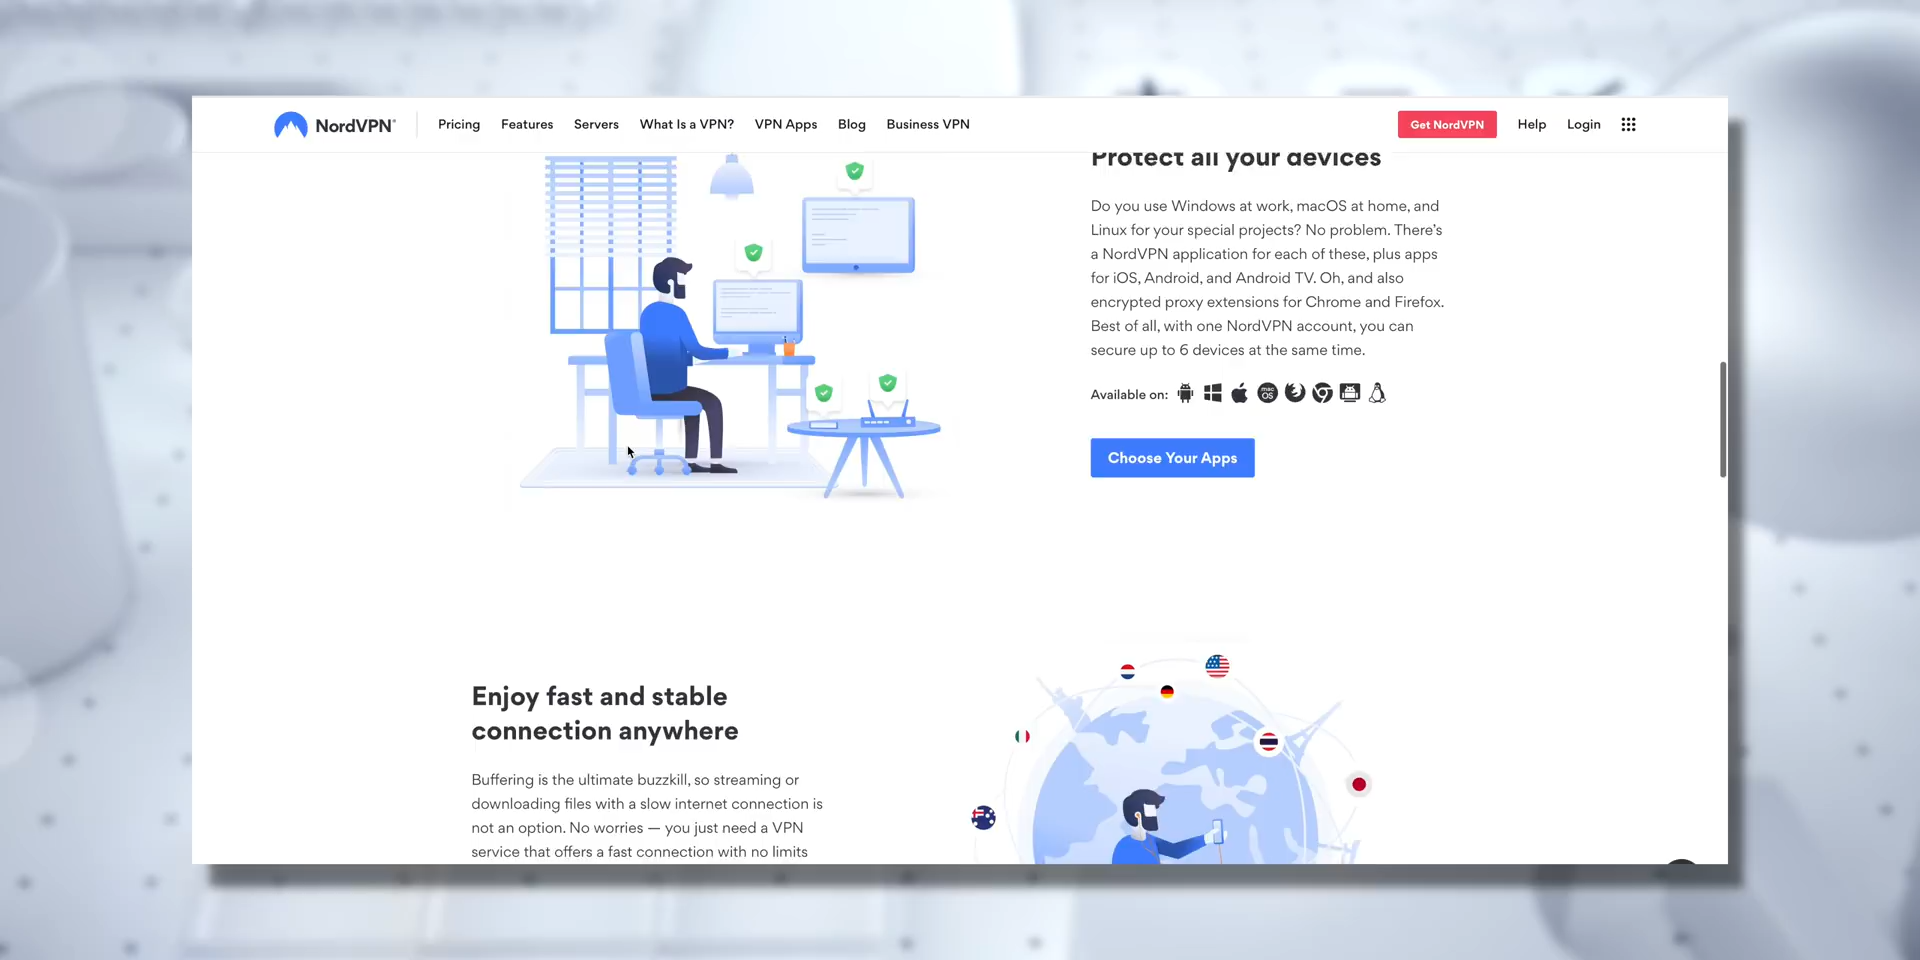 NordVPN®
Pricing
Features
Servers
What Is a VPN?
VPN Apps
Blog
Business VPN
Get NordVPN
Help
Login
Protect all your devices
Do you use Windows at work, macOS at home, and
Linux for your special projects? No problem. There's
a NordVPN application for each of these, plus apps
for iOS, Android, and Android TV. Oh, and also
encrypted proxy extensions for Chrome and Firefox.
Best of all, with one NordVPN account, you can
secure up to 6 devices at the same time.
Available on:
mac
OS
Choose Your Apps
Enjoy fast and stable
connection anywhere
Buffering is the ultimate buzzkill, so streaming or
downloading files with a slow internet connection is
not an option. No worries — you just need a VPN
service that offers a fast connection with no limits